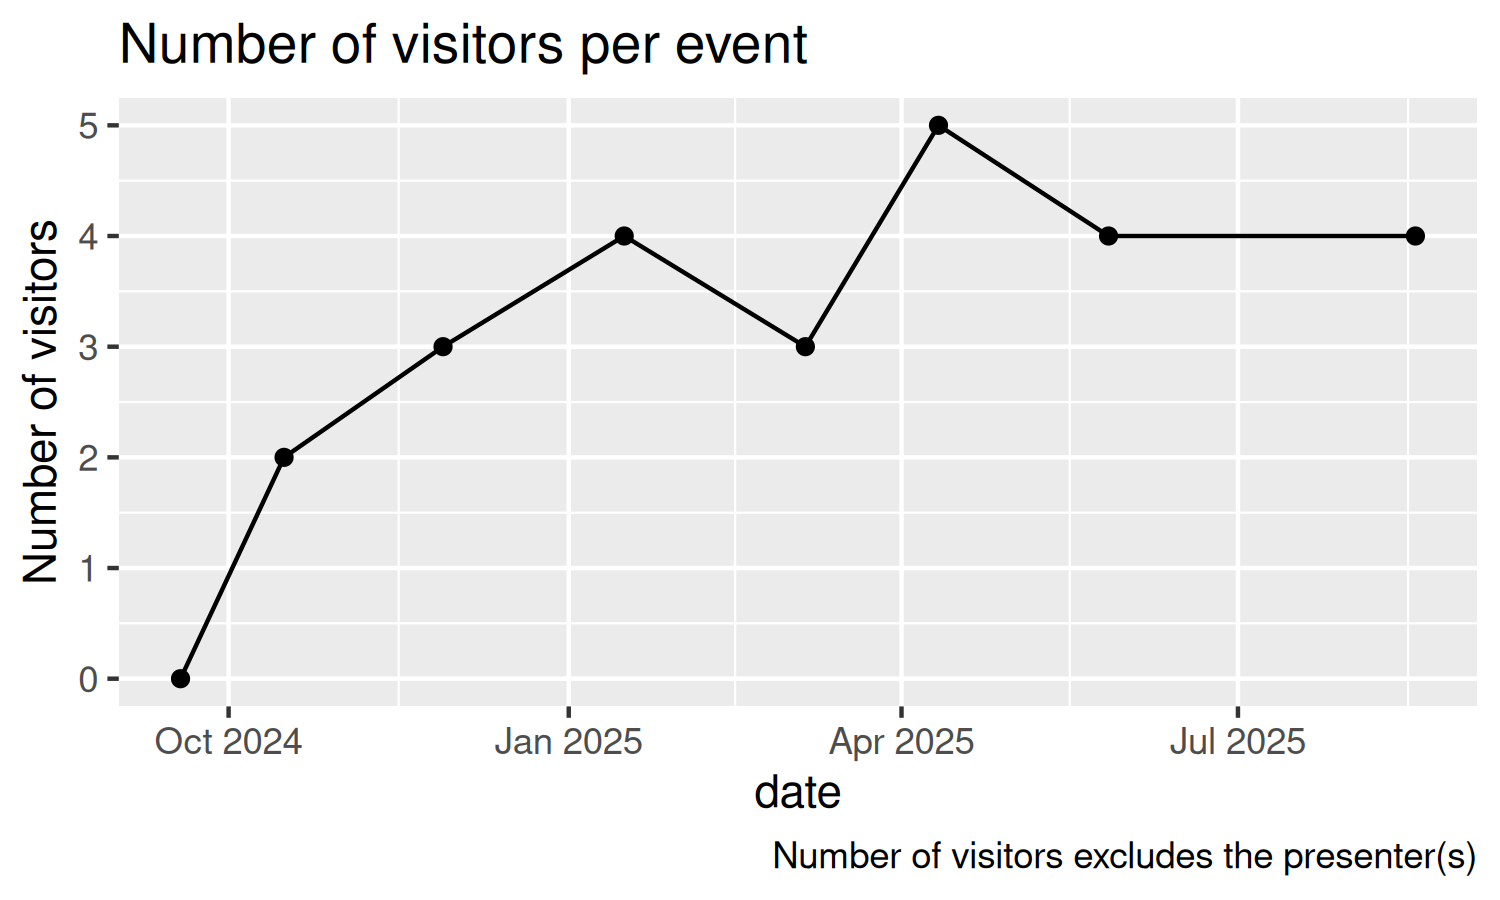 Number of visitors per event
Number of visitors
5
4
3
2
1
0
Oct 2024
Jan 2025
Apr 2025
Jul 2025
date
Number of visitors excludes the presenter(s)